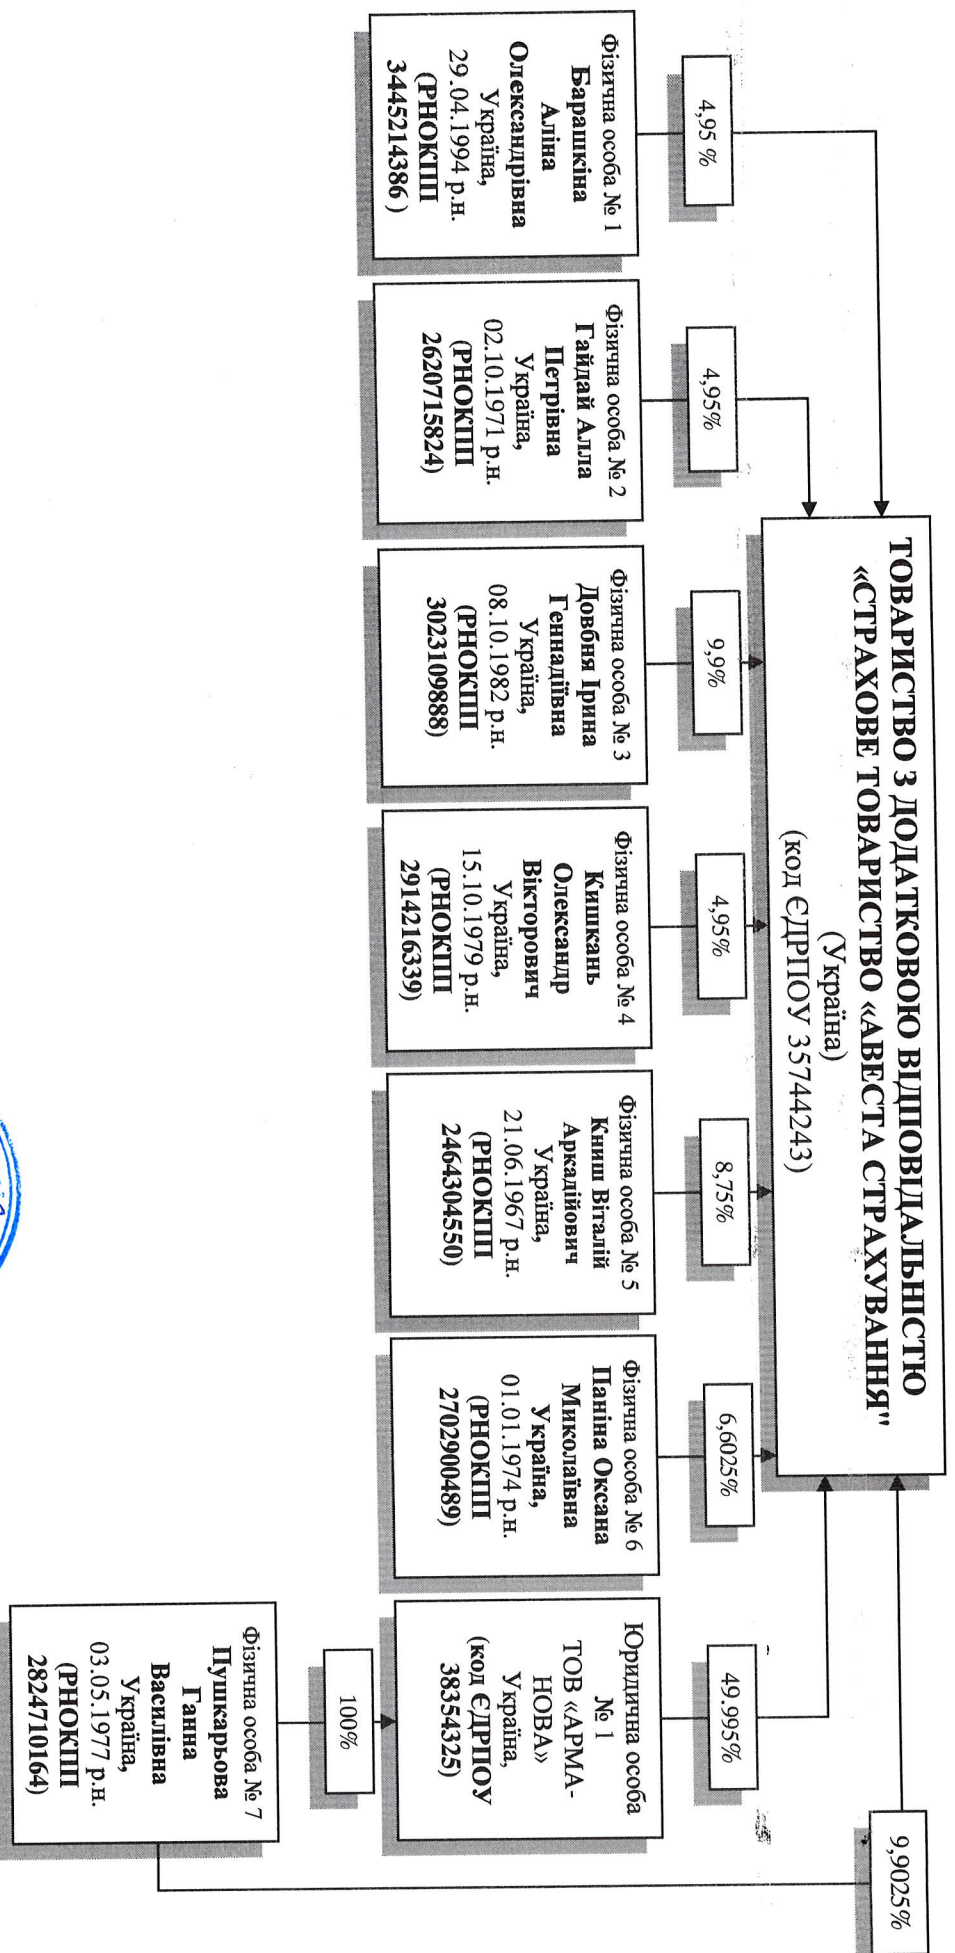 ТОВАРИСТВО З ДОДАТКОВОЮ ВІДПОВІДАЛЬНІСТЮ
«СТРАХОВЕ ТОВАРИСТВО «АВЕСТА СТРАХУВАННЯ"
(Україна)
(код ЄДРПОУ 35744243)
4,95 %
4,95%
9,9%
4,95%
8,75%
6,6025%
49.995%
9,9025%
Фізична особа № 1
Барашкіна
Аліна
Олександрівна
Україна,
29.04.1994 р.н.
(РНОКПП
3445214386 )
Фізична особа № 2
Гайдай Алла
Петрівна
Україна,
02.10.1971 р.н.
(РНОКПП
2620715824)
Фізична особа № 3
Довбня Ірина
Геннадіївна
Україна,
08.10.1982 р.н.
(РНОКПП
3023109888)
Фізична особа № 4
Кишкань
Олександр
Вікторович
Україна,
15.10.1979 р.н.
(РНОКПП
2914216339)
Фізична особа № 5
Книш Віталій
Аркадійович
Україна,
21.06.1967 р.н.
(РНОКПП
2464304550)
Фізична особа № 6
Паніна Оксана
Миколаївна
Україна,
01.01.1974 р.н.
(РНОКПП
2702900489)
Юридична особа
№ 1
ТОВ «АРМА-
НОВА»
Україна,
(код ЄДРПОУ
38354325)
100%
Фізична особа № 7
Пушкарьова
Ганна
Василівна
Україна,
03.05.1977 р.н.
(РНОКПП
2824710164)